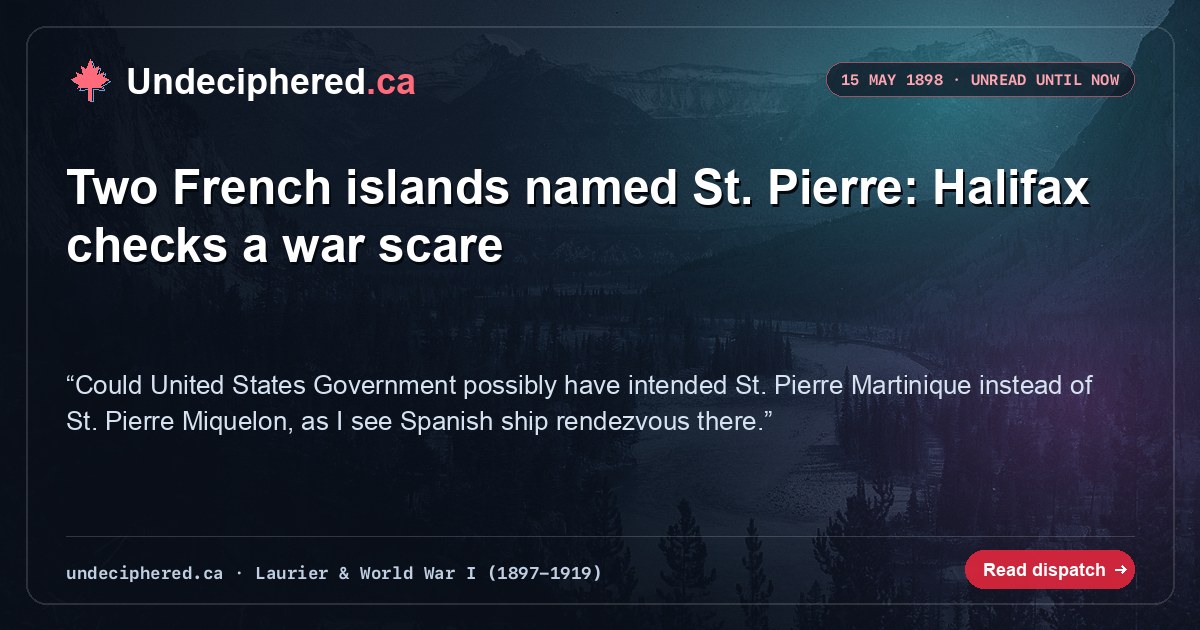 Undeciphered.ca
15 MAY 1898 · UNREAD UNTIL NOW
Two French islands named St. Pierre: Halifax
checks a war scare
“Could United States Government possibly have intended St. Pierre Martinique instead of
St. Pierre Miquelon, as I see Spanish ship rendezvous there.”
undeciphered.ca · Laurier & World War I (1897–1919)
Read dispatch →